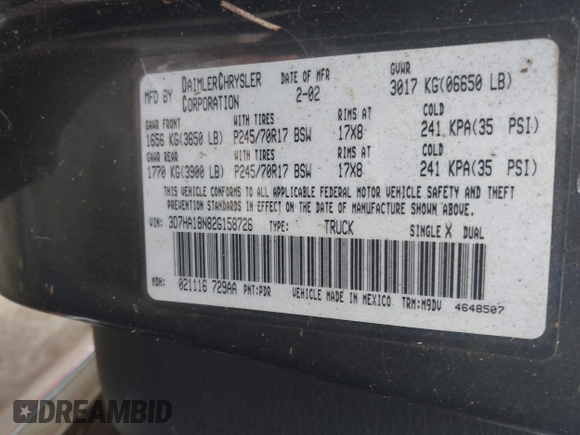 MFD BY DAIMLERCHRYSLER CORPORATION DATE OF MFR 2-02 GVWR 3017 KG(06650 LB)
GAWR FRONT WITH TIRES RIMS AT COLD
1656 KG(3650 LB) P245/70R17 BSW 17X8 241 KPA(35 PSI)
GAWR REAR WITH TIRES RIMS AT COLD
1770 KG(3900 LB) P245/70R17 BSW 17X8 241 KPA(35 PSI)
THIS VEHICLE CONFORMS TO ALL APPLICABLE FEDERAL MOTOR VEHICLE SAFETY AND THEFT
PREVENTION STANDARDS IN EFFECT ON THE DATE OF MANUFACTURE SHOWN ABOVE.
VIN: 3D7HA18N82G158726 TYPE: TRUCK SINGLE X DUAL
MDH: 021116 729AA PNT:PDR VEHICLE MADE IN MEXICO TRM:M9DV 4648507
DREAMBID